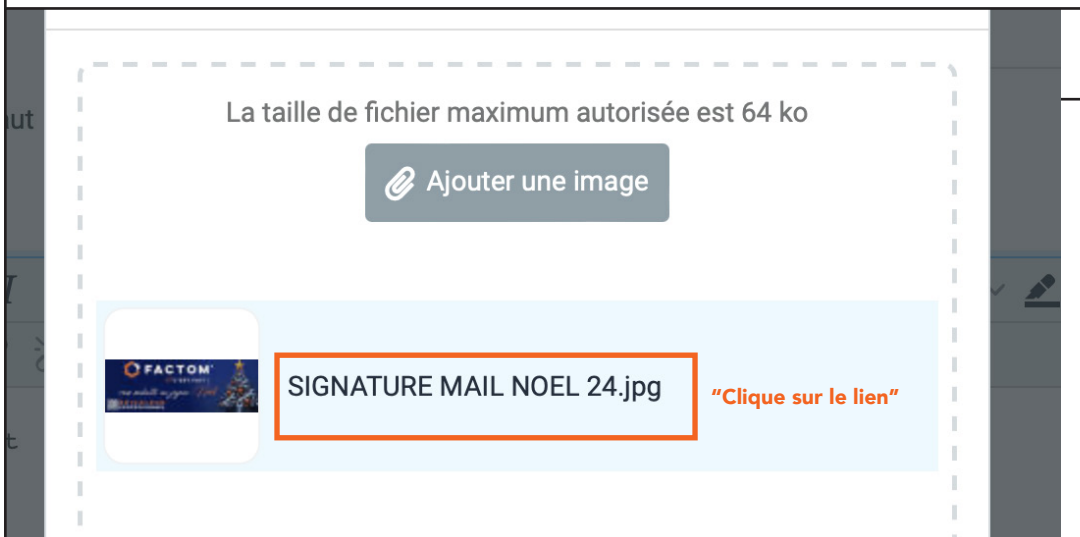 La taille de fichier maximum autorisée est 64 ko
Ajouter une image
FACTOM
SIGNATURE MAIL NOEL 24.jpg
“Clique sur le lien”